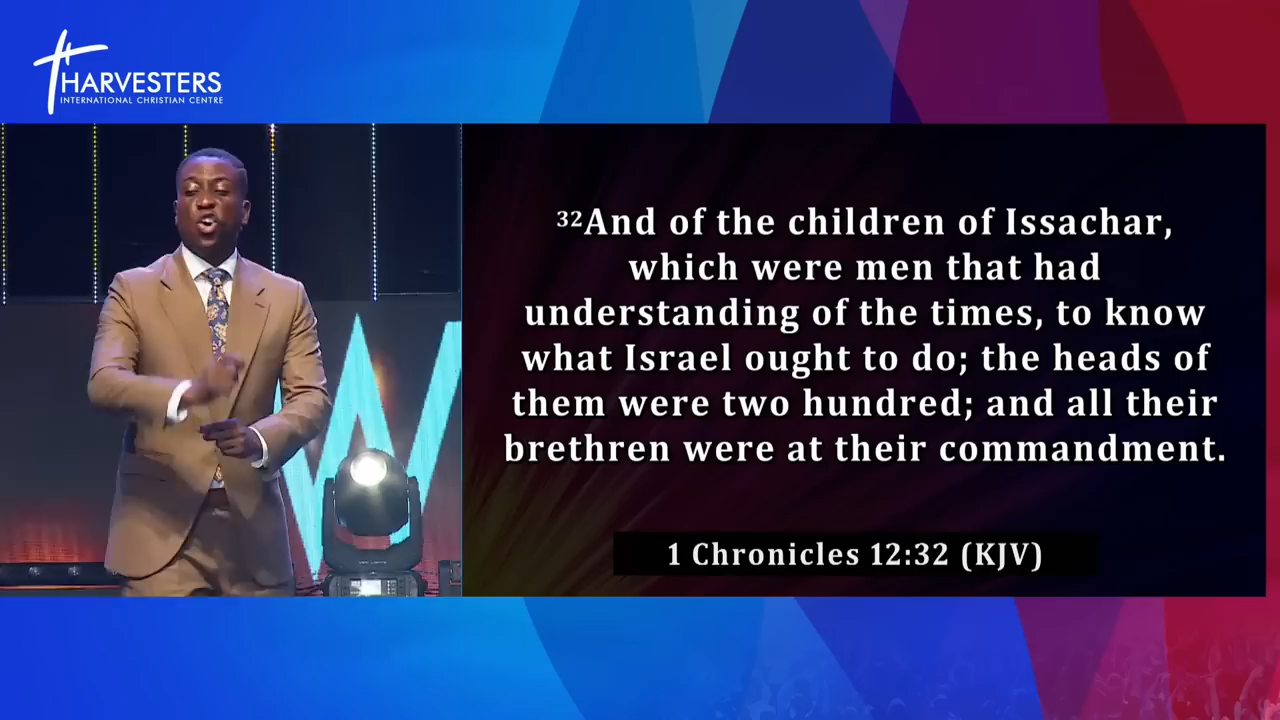 HARVESTERS
INTERNATIONAL CHRISTIAN CENTRE
32And of the children of Issachar,
which were men that had
understanding of the times, to know
what Israel ought to do; the heads of
them were two hundred; and all their
brethren were at their commandment.
1 Chronicles 12:32 (KJV)